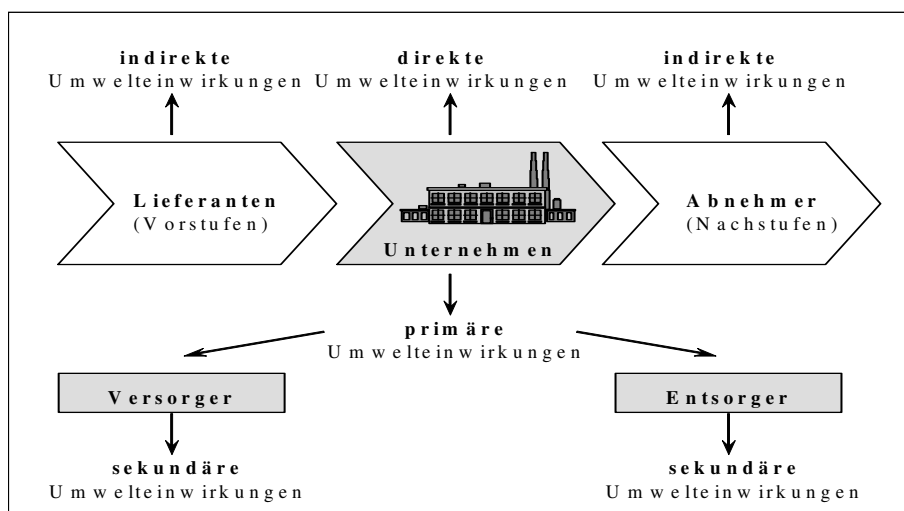 indirekte
Umwelteinwirkungen
direkte
Umwelteinwirkungen
indirekte
Umwelteinwirkungen
Lieferanten
(Vorstufen)
Unternehmen
Abnehmer
(Nachstufen)
primäre
Umwelteinwirkungen
Versorger
Entsorger
sekundäre
Umwelteinwirkungen
sekundäre
Umwelteinwirkungen